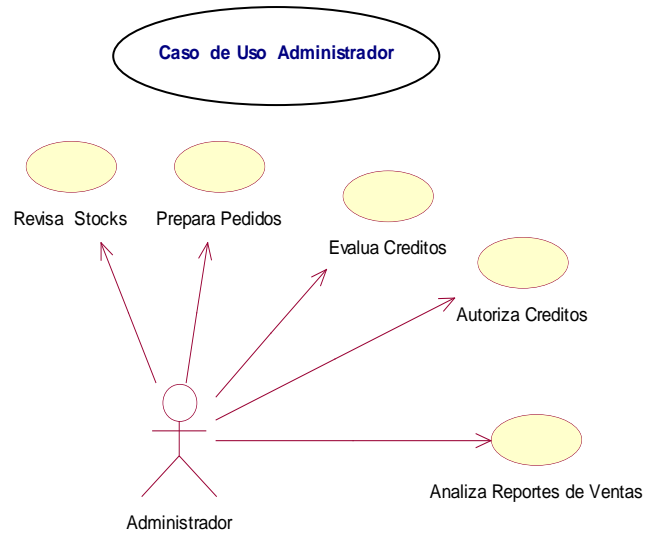 Caso de Uso Administrador
Revisa Stocks
Prepara Pedidos
Evalua Creditos
Autoriza Creditos
Analiza Reportes de Ventas
Administrador